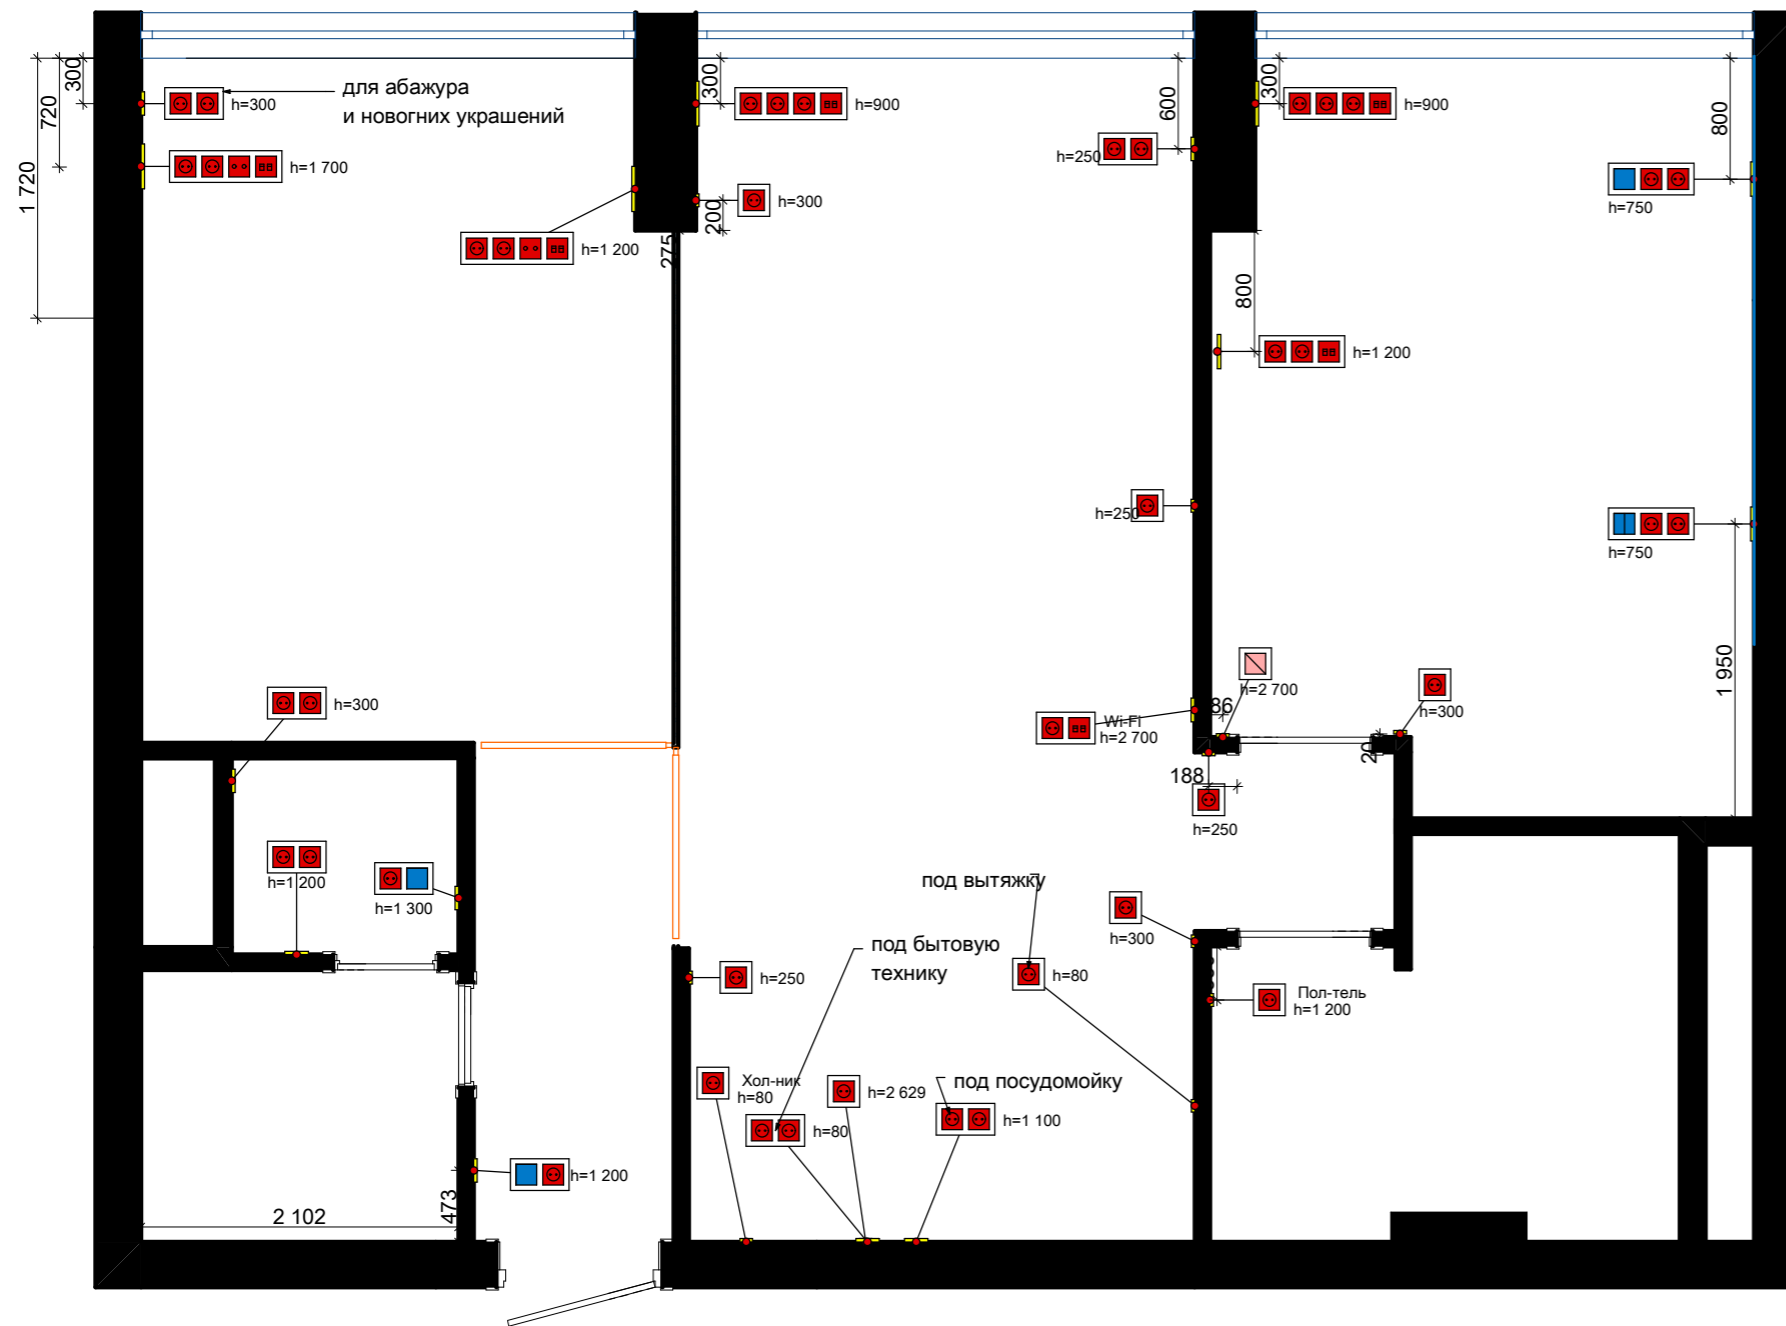 300
720
1 720
h=300
для абажура
и новогних украшений
h=1 700
h=1 200
275
300
h=900
200
h=300
600
h=250
300
h=900
800
h=750
800
h=1 200
h=250
h=750
1 950
h=2 700
86
h=300
20
Wi-Fi
h=2 700
188
h=250
h=300
h=1 200
h=1 300
под вытяжку
h=300
под бытовую
технику
h=250
h=80
Пол-тель
h=1 200
Хол-ник
h=80
h=2 629
под посудомойку
h=80
h=1 100
h=1 200
473
2 102